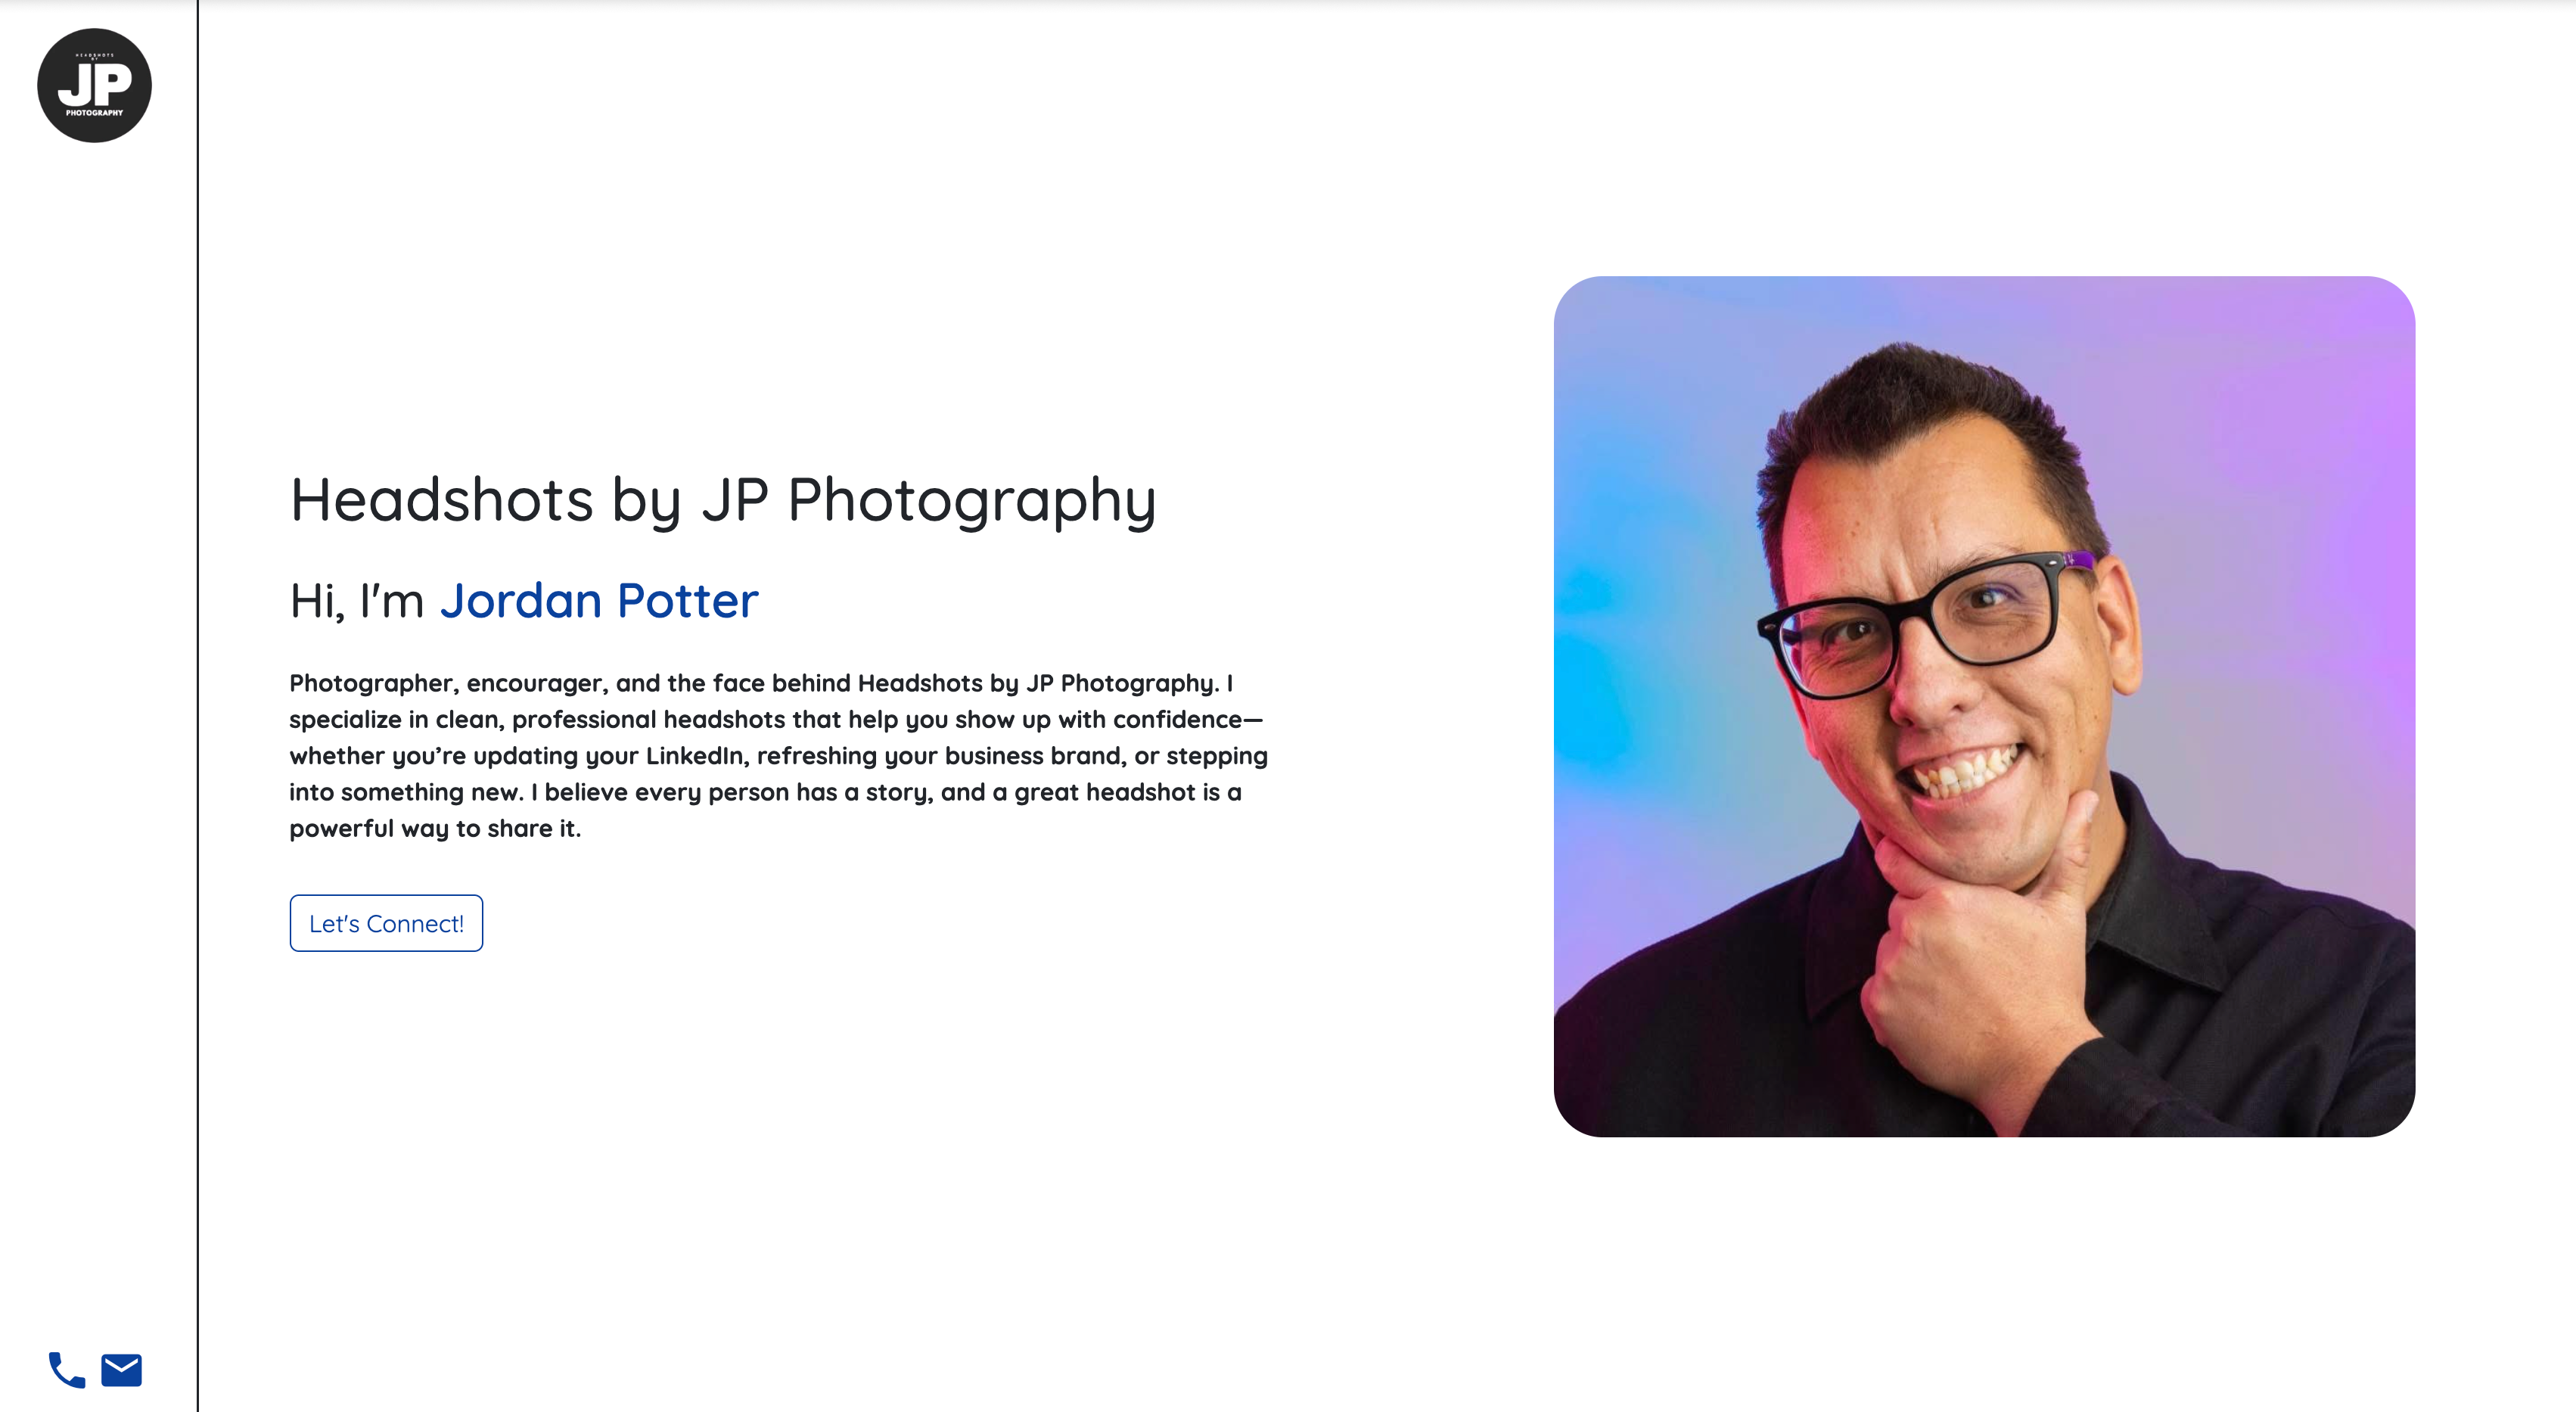 HEADSHOTS
BY
JP
PHOTOGRAPHY
Headshots by JP Photography
Hi, I'm Jordan Potter
Photographer, encourager, and the face behind Headshots by JP Photography. I
specialize in clean, professional headshots that help you show up with confidence—
whether you’re updating your LinkedIn, refreshing your business brand, or stepping
into something new. I believe every person has a story, and a great headshot is a
powerful way to share it.
Let's Connect!